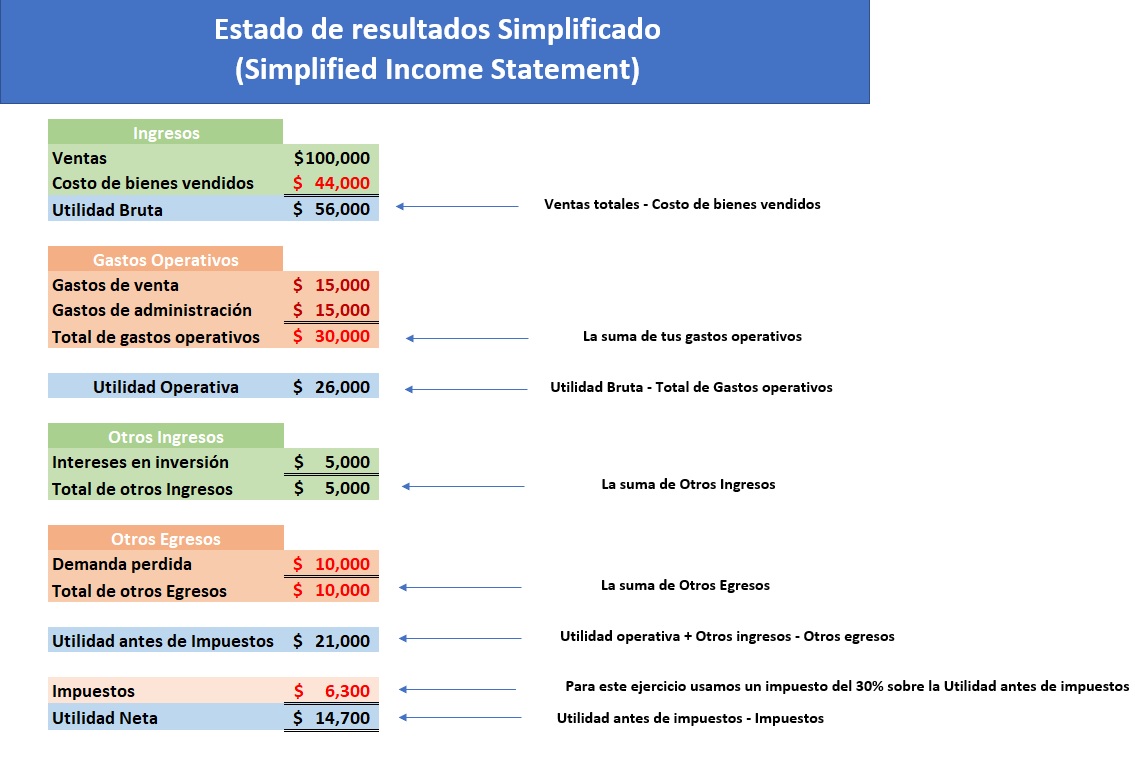 Estado de resultados Simplificado
(Simplified Income Statement)
Ingresos
Ventas $100,000
Costo de bienes vendidos $ 44,000
Utilidad Bruta $ 56,000 Ventas totales - Costo de bienes vendidos
Gastos Operativos
Gastos de venta $ 15,000
Gastos de administración $ 15,000
Total de gastos operativos $ 30,000 La suma de tus gastos operativos
Utilidad Operativa $ 26,000 Utilidad Bruta - Total de Gastos operativos
Otros Ingresos
Intereses en inversión $ 5,000
Total de otros Ingresos $ 5,000 La suma de Otros Ingresos
Otros Egresos
Demanda perdida $ 10,000
Total de otros Egresos $ 10,000 La suma de Otros Egresos
Utilidad antes de Impuestos $ 21,000 Utilidad operativa + Otros ingresos - Otros egresos
Impuestos $ 6,300 Para este ejercicio usamos un impuesto del 30% sobre la Utilidad antes de impuestos
Utilidad Neta $ 14,700 Utilidad antes de impuestos - Impuestos